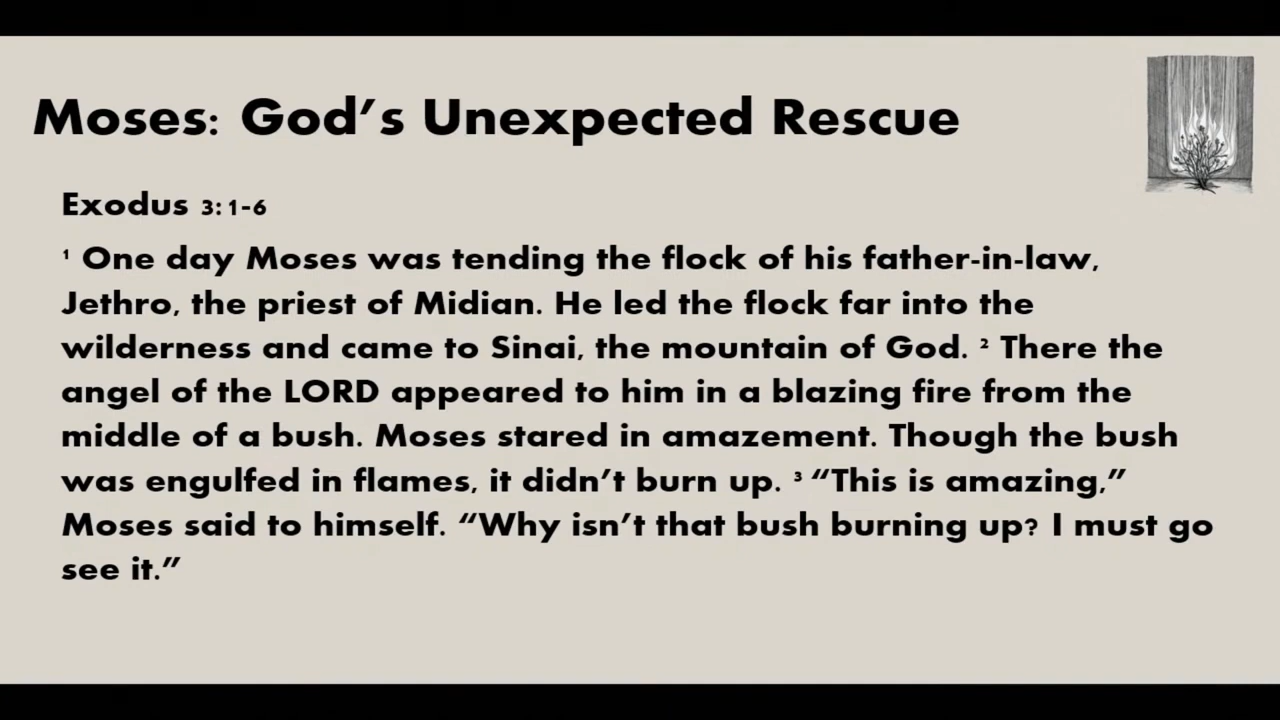 Moses: God’s Unexpected Rescue
Exodus 3:1-6
¹ One day Moses was tending the flock of his father-in-law,
Jethro, the priest of Midian. He led the flock far into the
wilderness and came to Sinai, the mountain of God. ² There the
angel of the LORD appeared to him in a blazing fire from the
middle of a bush. Moses stared in amazement. Though the bush
was engulfed in flames, it didn’t burn up. ³ “This is amazing,”
Moses said to himself. “Why isn’t that bush burning up? I must go
see it.”